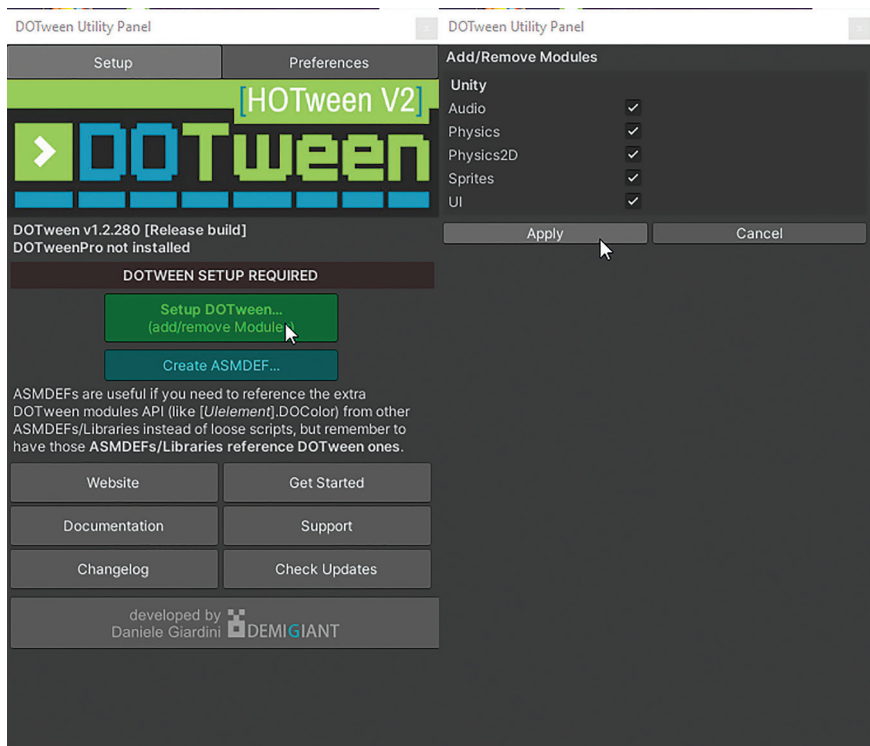 DOTween Utility Panel
Setup
Preferences
[HOTween V2]
DOTween
DOTween v1.2.280 [Release build]
DOTweenPro not installed
DOTWEEN SETUP REQUIRED
Setup DOTween...
(add/remove Modules)
Create ASMDEF...
ASMDEFs are useful if you need to reference the extra
DOTween modules API (like [UIelement].DOColor) from other
ASMDEFs/Libraries instead of loose scripts, but remember to
have those ASMDEFs/Libraries reference DOTween ones.
Website
Get Started
Documentation
Support
Changelog
Check Updates
developed by
Daniele Giardini
DEMIGIANT
DOTween Utility Panel
Add/Remove Modules
Unity
Audio
Physics
Physics2D
Sprites
UI
Apply
Cancel